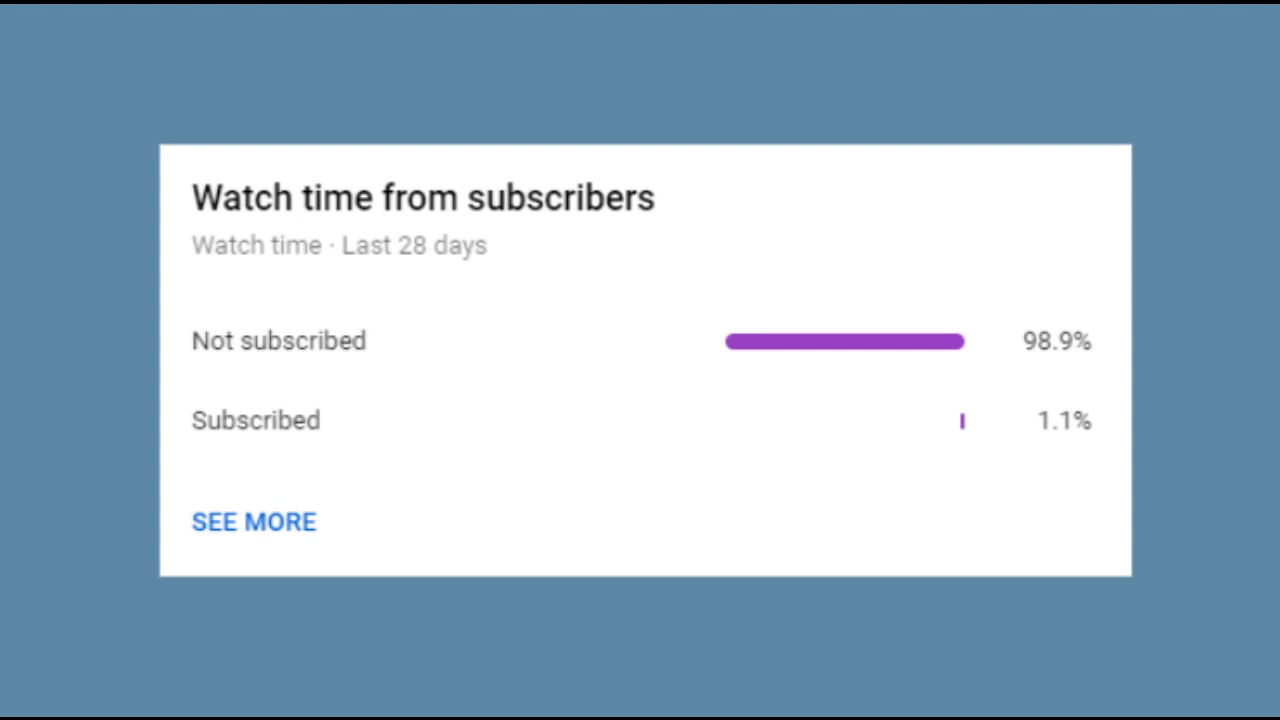 Watch time from subscribers
Watch time · Last 28 days
Not subscribed 98.9%
Subscribed 1.1%
SEE MORE